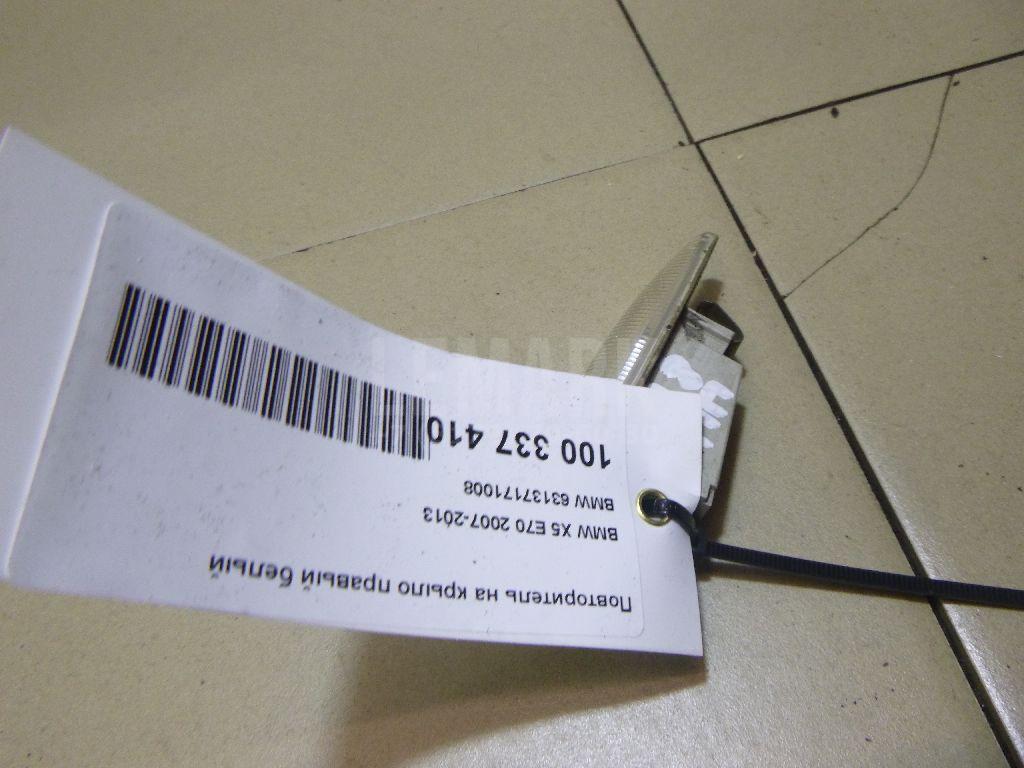 Повторитель на крыло правый белый
BMW X5 E70 2007-2013
BMW 63137171008
100 337 410